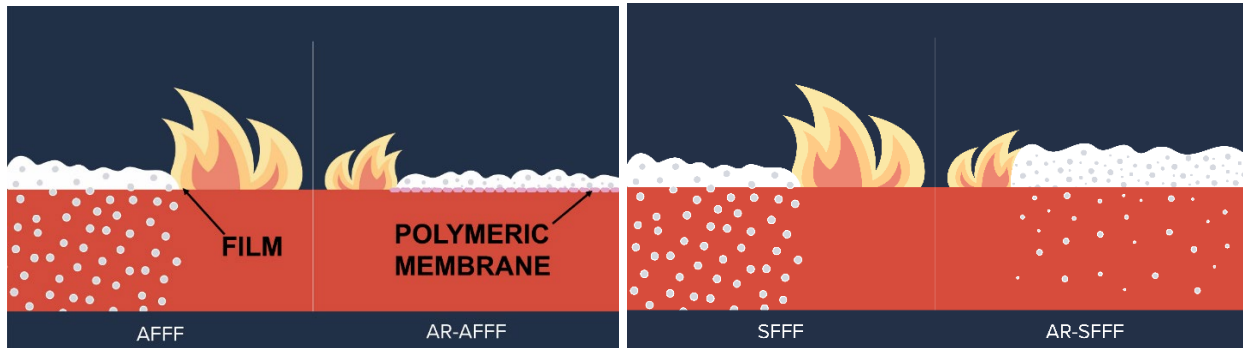 FILM
POLYMERIC
MEMBRANE
AFFF
AR-AFFF
SFFF
AR-SFFF